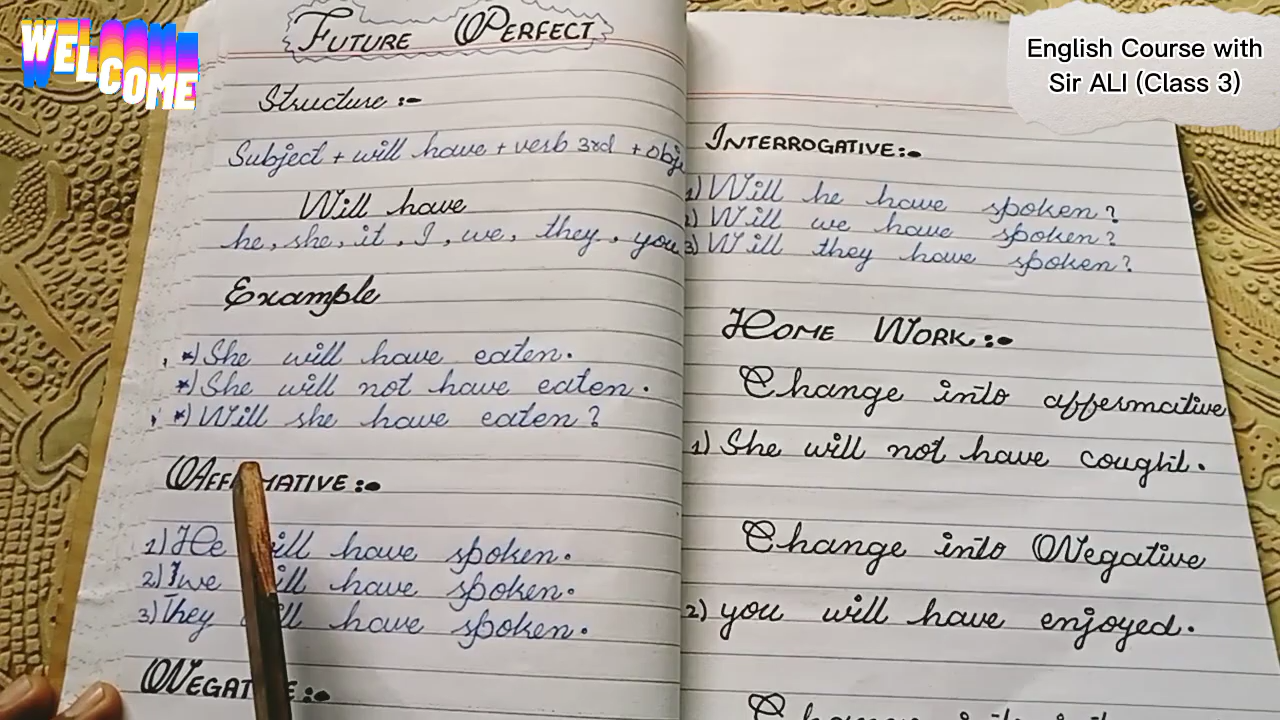 WELCOME
English Course with
Sir ALI (Class 3)
FUTURE PERFECT
Structure :-
Subject + will have + verb 3rd + obje
Will have
he, she, it, I, we, they, you
Example
*) She will have eaten.
*) She will not have eaten.
*) Will she have eaten?
:-
1) He will have spoken.
2) we will have spoken.
3) They will have spoken.
NEGATIVE :-
INTERROGATIVE :-
1) Will he have spoken?
2) Will we have spoken?
3) Will they have spoken?
HOME WORK :-
Change into affermative
1) She will not have cought.
Change into Negative
2) you will have enjoyed.